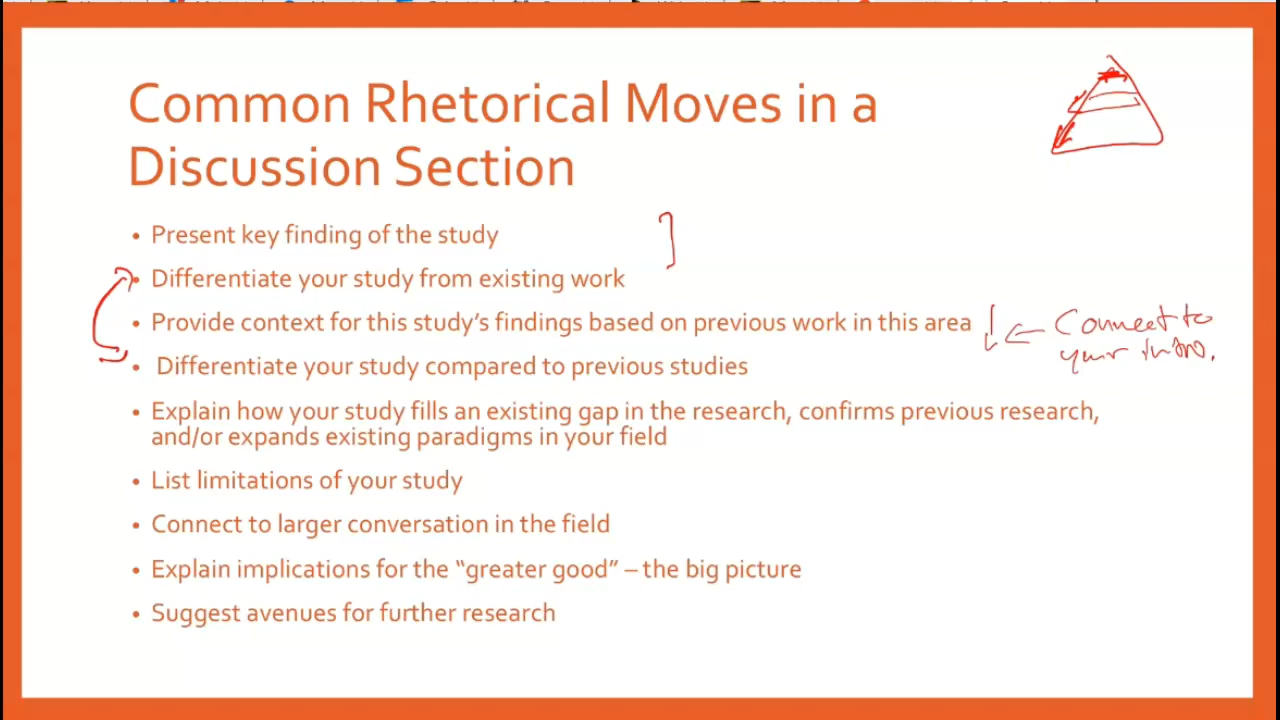 Common Rhetorical Moves in a
Discussion Section
• Present key finding of the study
• Differentiate your study from existing work
• Provide context for this study's findings based on previous work in this area
• Differentiate your study compared to previous studies
• Explain how your study fills an existing gap in the research, confirms previous research,
and/or expands existing paradigms in your field
• List limitations of your study
• Connect to larger conversation in the field
• Explain implications for the “greater good” – the big picture
• Suggest avenues for further research
Connect to
your intro.